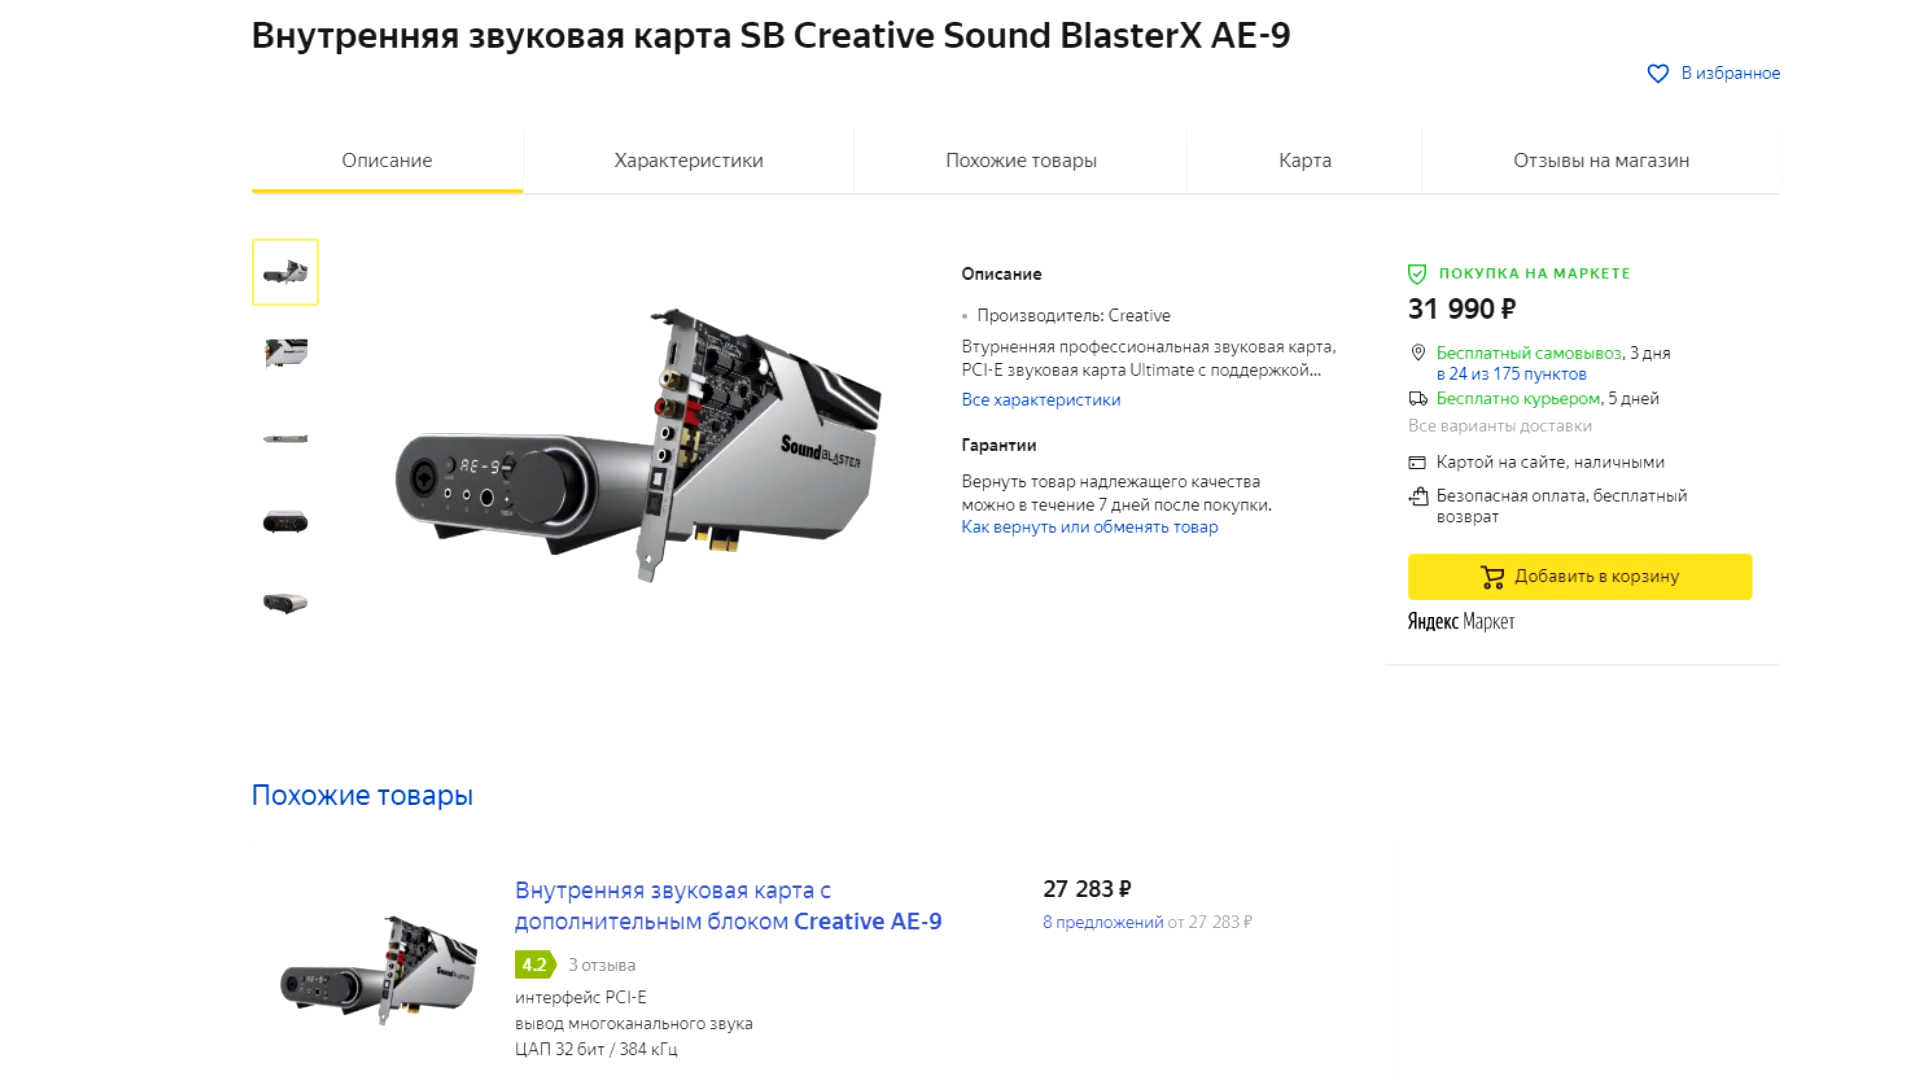 Внутренняя звуковая карта SB Creative Sound BlasterX AE-9
В избранное
Описание
Характеристики
Похожие товары
Карта
Отзывы на магазин
AE-9
Sound BLASTER
Описание
Производитель: Creative
Втурненняя профессиональная звуковая карта,
PCI-E звуковая карта Ultimate с поддержкой...
Все характеристики
Гарантии
Вернуть товар надлежащего качества
можно в течение 7 дней после покупки.
Как вернуть или обменять товар
ПОКУПКА НА МАРКЕТЕ
31 990 ₽
Бесплатный самовывоз, 3 дня
в 24 из 175 пунктов
Бесплатно курьером, 5 дней
Все варианты доставки
Картой на сайте, наличными
Безопасная оплата, бесплатный
возврат
Добавить в корзину
Яндекс Маркет
Похожие товары
Внутренняя звуковая карта с
дополнительным блоком Creative AE-9
4.2 3 отзыва
интерфейс PCI-E
вывод многоканального звука
ЦАП 32 бит / 384 кГц
27 283 ₽
8 предложений от 27 283 ₽
AE-9
Sound BLASTER